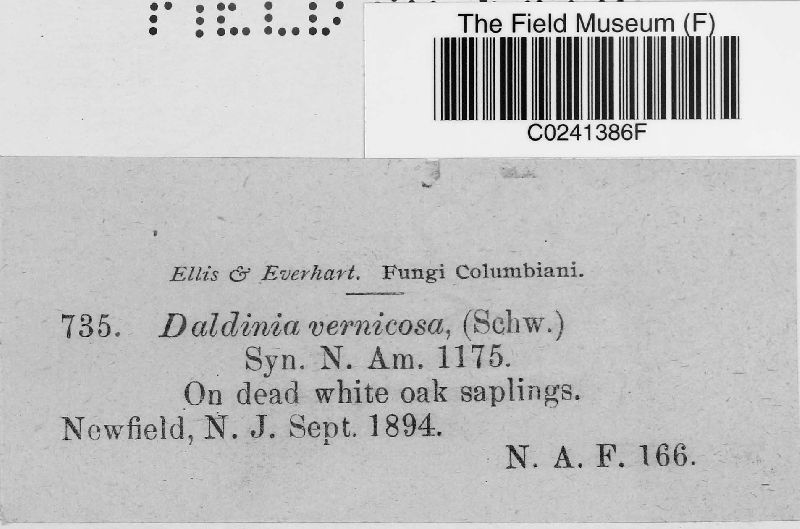 FIELD
The Field Museum (F)
C0241386F
Ellis & Everhart. Fungi Columbiani.
735. Daldinia vernicosa, (Schw.)
Syn. N. Am. 1175.
On dead white oak saplings.
Newfield, N. J. Sept. 1894.
N. A. F. 166.